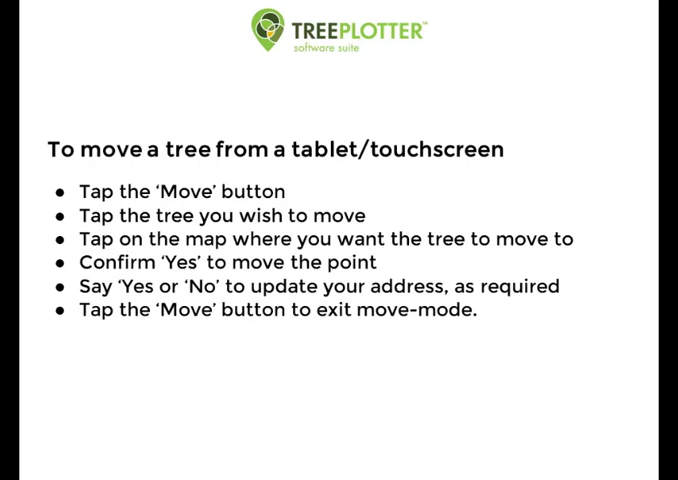 TREEPLOTTER™
software suite
To move a tree from a tablet/touchscreen
● Tap the ‘Move’ button
● Tap the tree you wish to move
● Tap on the map where you want the tree to move to
● Confirm ‘Yes’ to move the point
● Say ‘Yes or ‘No’ to update your address, as required
● Tap the ‘Move’ button to exit move-mode.